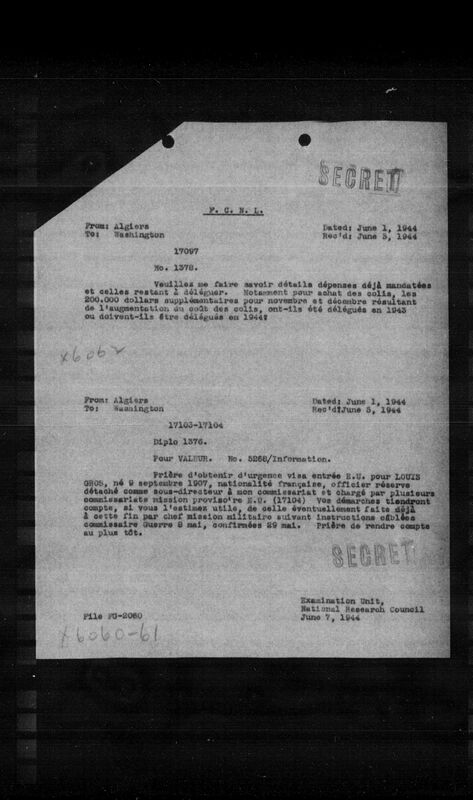 SECRET
F. C. N. L.
From: Algiers Dated: June 1, 1944
To: Washington Rec'd: June 3, 1944
17097
No. 1378.
Veuillez me faire savoir détails dépenses déjà mandatées
et celles restant à déléguer. Notamment pour achat des colis, les
200.000 dollars supplémentaires pour novembre et décembre résultant
de l'augmentation du coût des colis, ont-ils été délégués en 1943
ou doivent-ils être délégués en 1944?
x6062
From: Algiers Dated: June 1, 1944
To: Washington Rec'd: June 3, 1944
17103-17104
Diplo 1376.
Pour VALEUR. No. 5268/Information.
Prière d'obtenir d'urgence visa entrée E.U. pour LOUIS
GROS, né 9 septembre 1907, nationalité française, officier réserve
détaché comme sous-directeur à mon commissariat et chargé par plusieurs
commissariats mission proviso're E.U. (17104) Vos démarches tiendront
compte, si vous l'estimez utile, de celle éventuellement faite déjà
à cette fin par chef mission militaire suivant instructions câblées
commissaire Guerre 8 mai, confirmées 29 mai. Prière de rendre compte
au plus tôt.
SECRET
Examination Unit,
National Research Council
File FG-2080 June 7, 1944
x6060-61